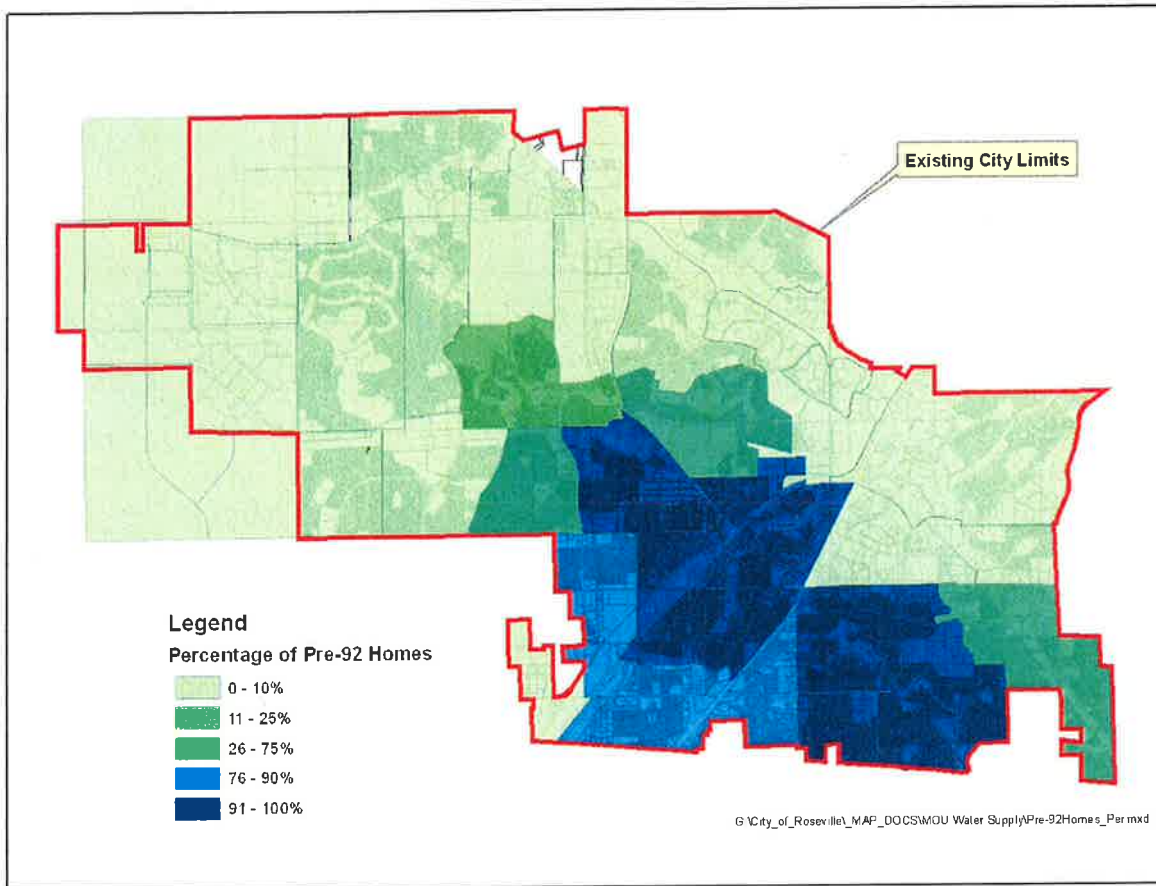 Existing City Limits
Legend
Percentage of Pre-92 Homes
0 - 10%
11 - 25%
26 - 75%
76 - 90%
91 - 100%
G:\City_of_Roseville\_MAP_DOCS\MOU Water Supply\Pre-92Homes_Per.mxd